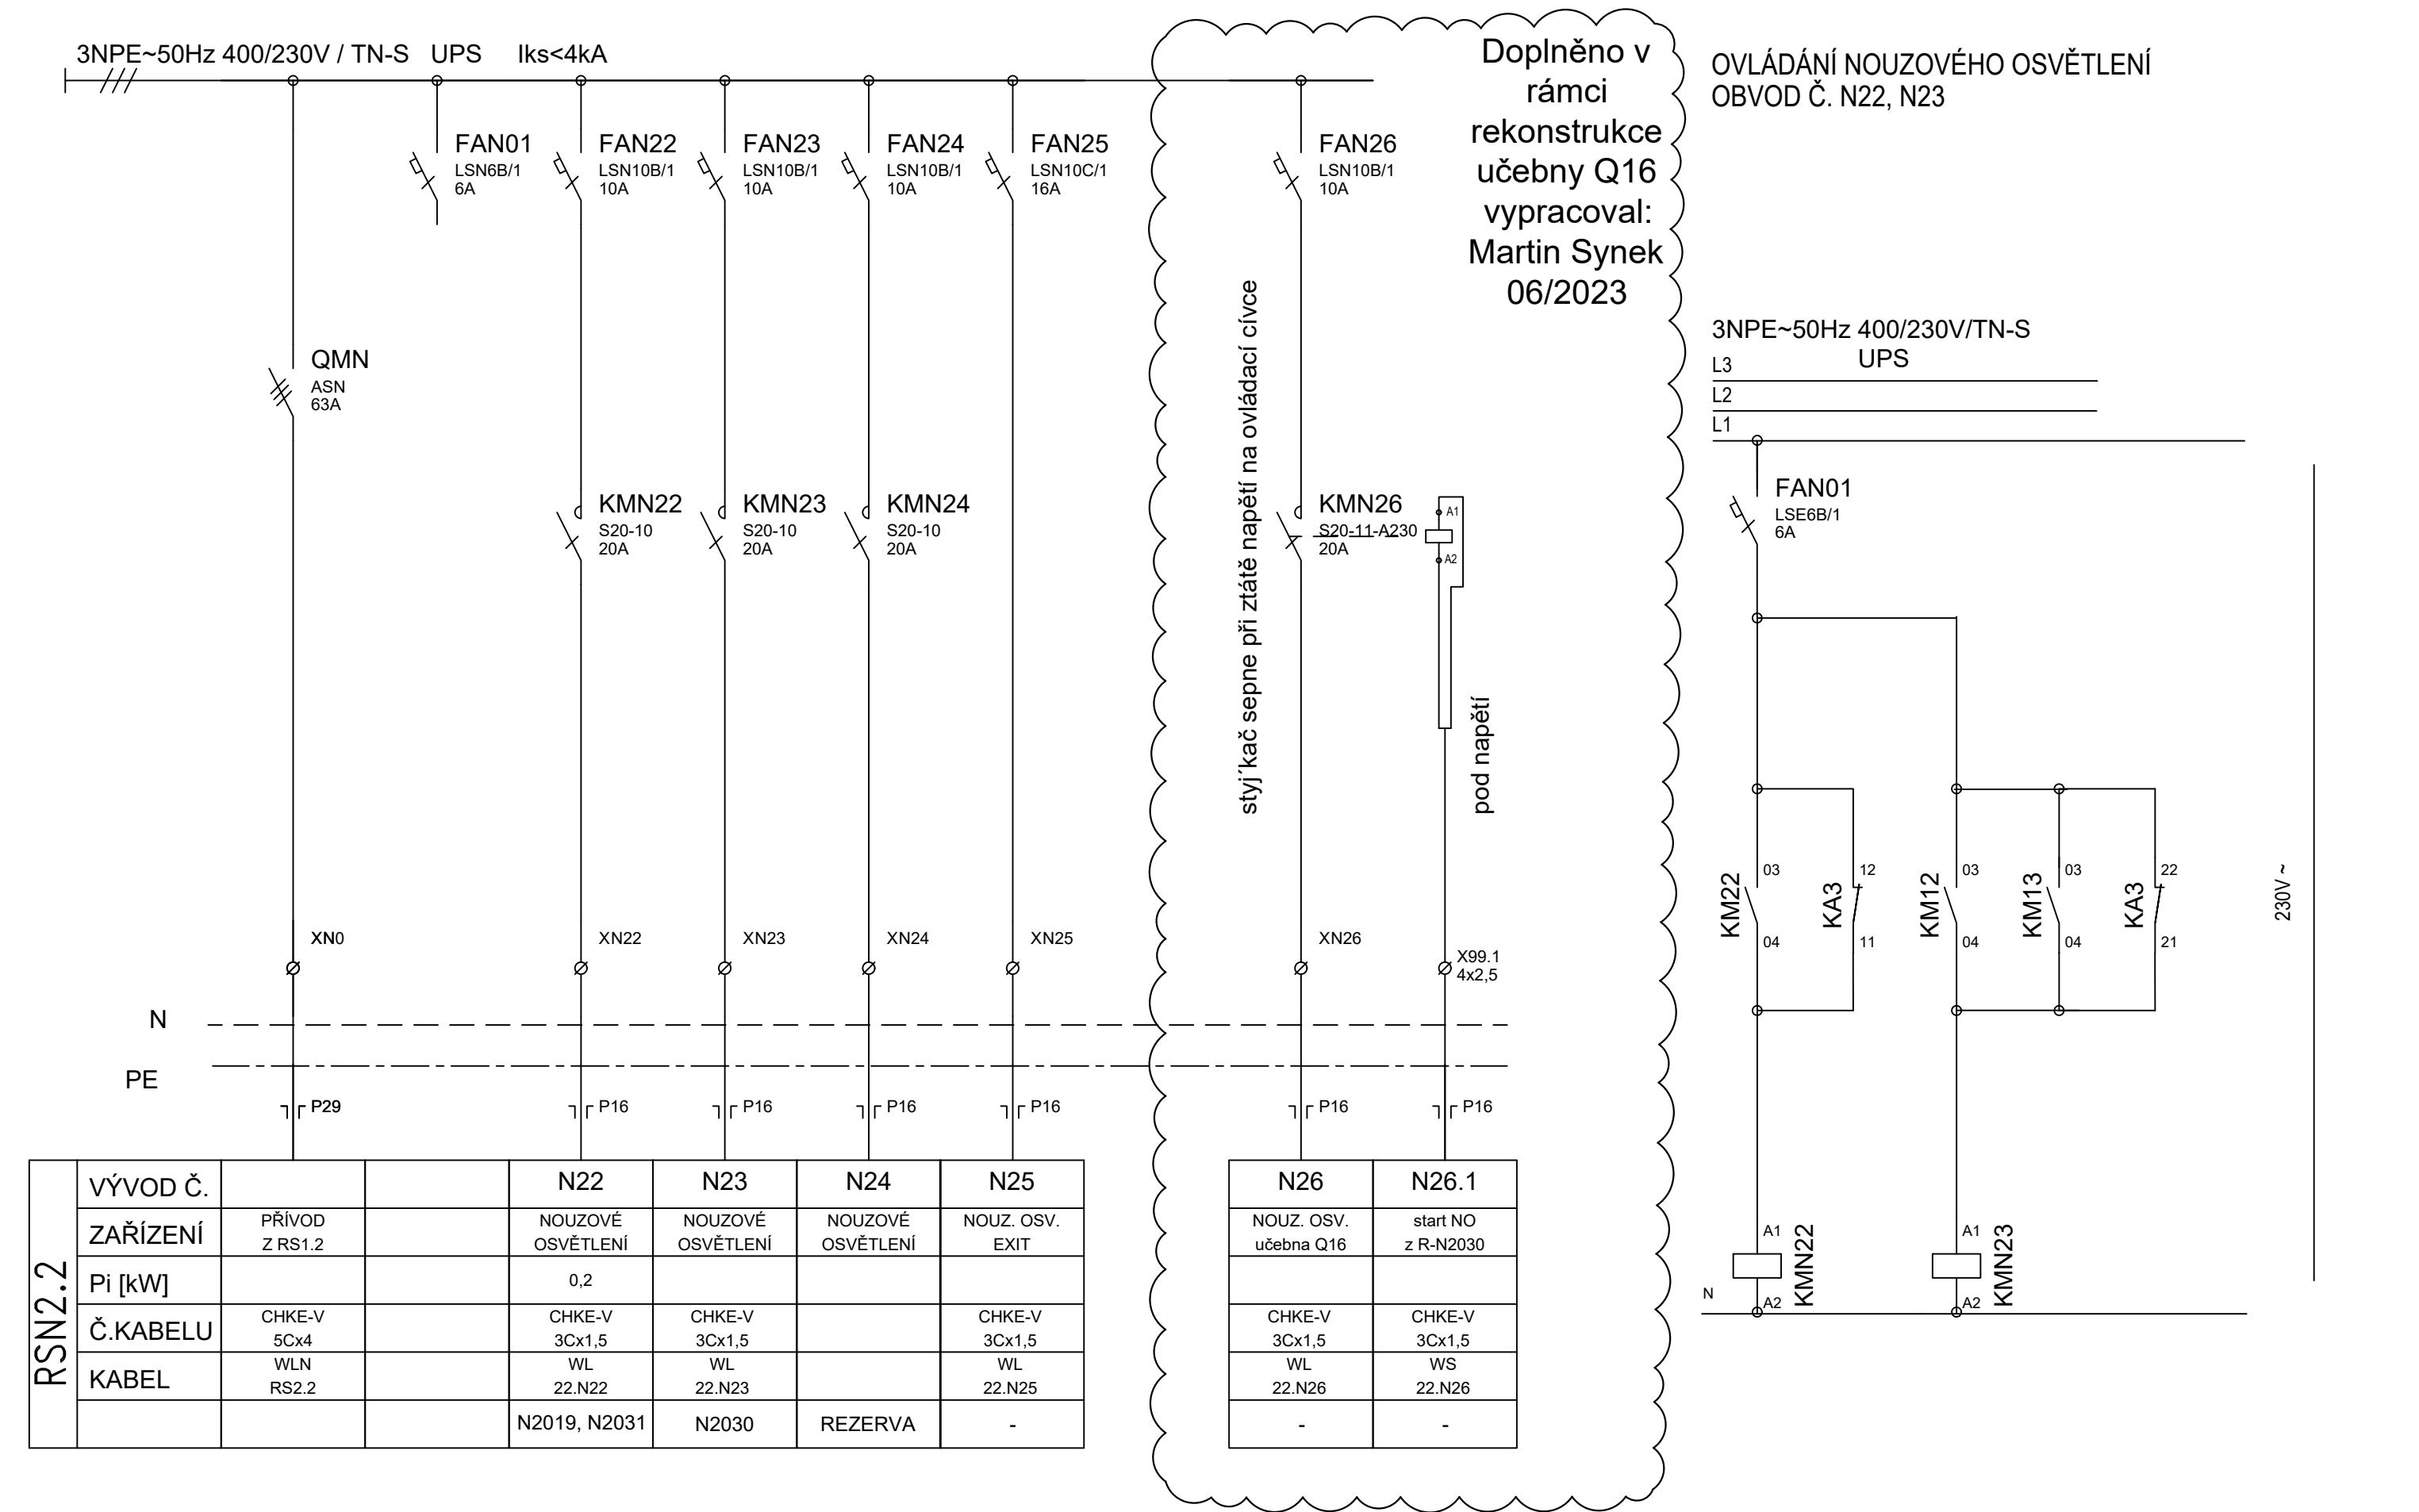 3NPE~50Hz 400/230V / TN-S UPS Iks<4kA
FAN01
LSN6B/1
6A
FAN22
LSN10B/1
10A
FAN23
LSN10B/1
10A
FAN24
LSN10B/1
10A
FAN25
LSN10C/1
16A
FAN26
LSN10B/1
10A
Doplněno v
rámci
rekonstrukce
učebny Q16
vypracoval:
Martin Synek
06/2023
QMN
ASN
63A
KMN22
S20-10
20A
KMN23
S20-10
20A
KMN24
S20-10
20A
styj´kač sepne při ztátě napětí na ovládací cívce
KMN26
S20-11-A230
20A
A1
A2
pod napětí
XN0
XN22
XN23
XN24
XN25
XN26
X99.1
4x2,5
N
PE
P29
P16
P16
P16
P16
P16
P16
RSN2.2
VÝVOD Č. N22 N23 N24 N25 N26 N26.1
ZAŘÍZENÍ
PŘÍVOD
Z RS1.2
NOUZOVÉ
OSVĚTLENÍ
NOUZOVÉ
OSVĚTLENÍ
NOUZOVÉ
OSVĚTLENÍ
NOUZ. OSV.
EXIT
NOUZ. OSV.
učebna Q16
start NO
z R-N2030
Pi [kW] 0,2
Č.KABELU
CHKE-V
5Cx4
CHKE-V
3Cx1,5
CHKE-V
3Cx1,5
CHKE-V
3Cx1,5
CHKE-V
3Cx1,5
CHKE-V
3Cx1,5
KABEL
WLN
RS2.2
WL
22.N22
WL
22.N23
WL
22.N25
WL
22.N26
WS
22.N26
N2019, N2031 N2030 REZERVA - - -
OVLÁDÁNÍ NOUZOVÉHO OSVĚTLENÍ
OBVOD Č. N22, N23
3NPE~50Hz 400/230V/TN-S
UPS
L3
L2
L1
FAN01
LSE6B/1
6A
KM22
03
04
KA3
12
11
KM12
03
04
KM13
03
04
KA3
22
21
230V ~
A1
KMN22
A2
A1
KMN23
A2
N